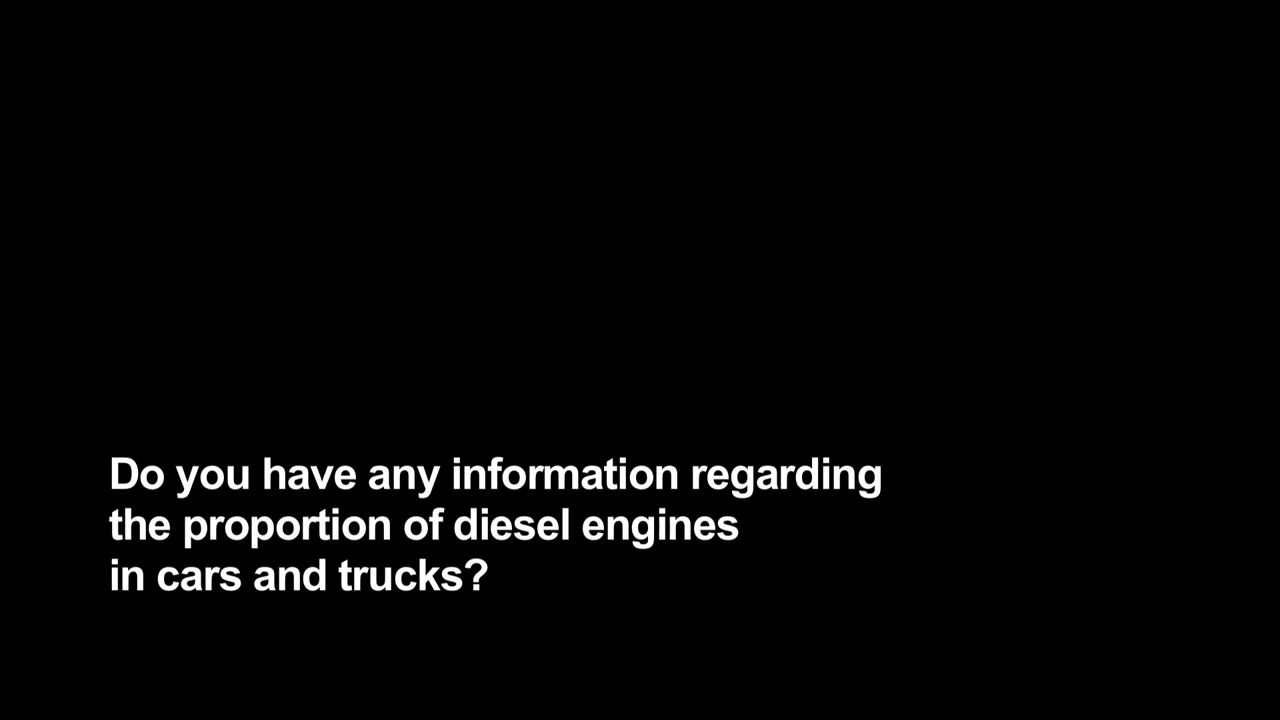 Do you have any information regarding
the proportion of diesel engines
in cars and trucks?